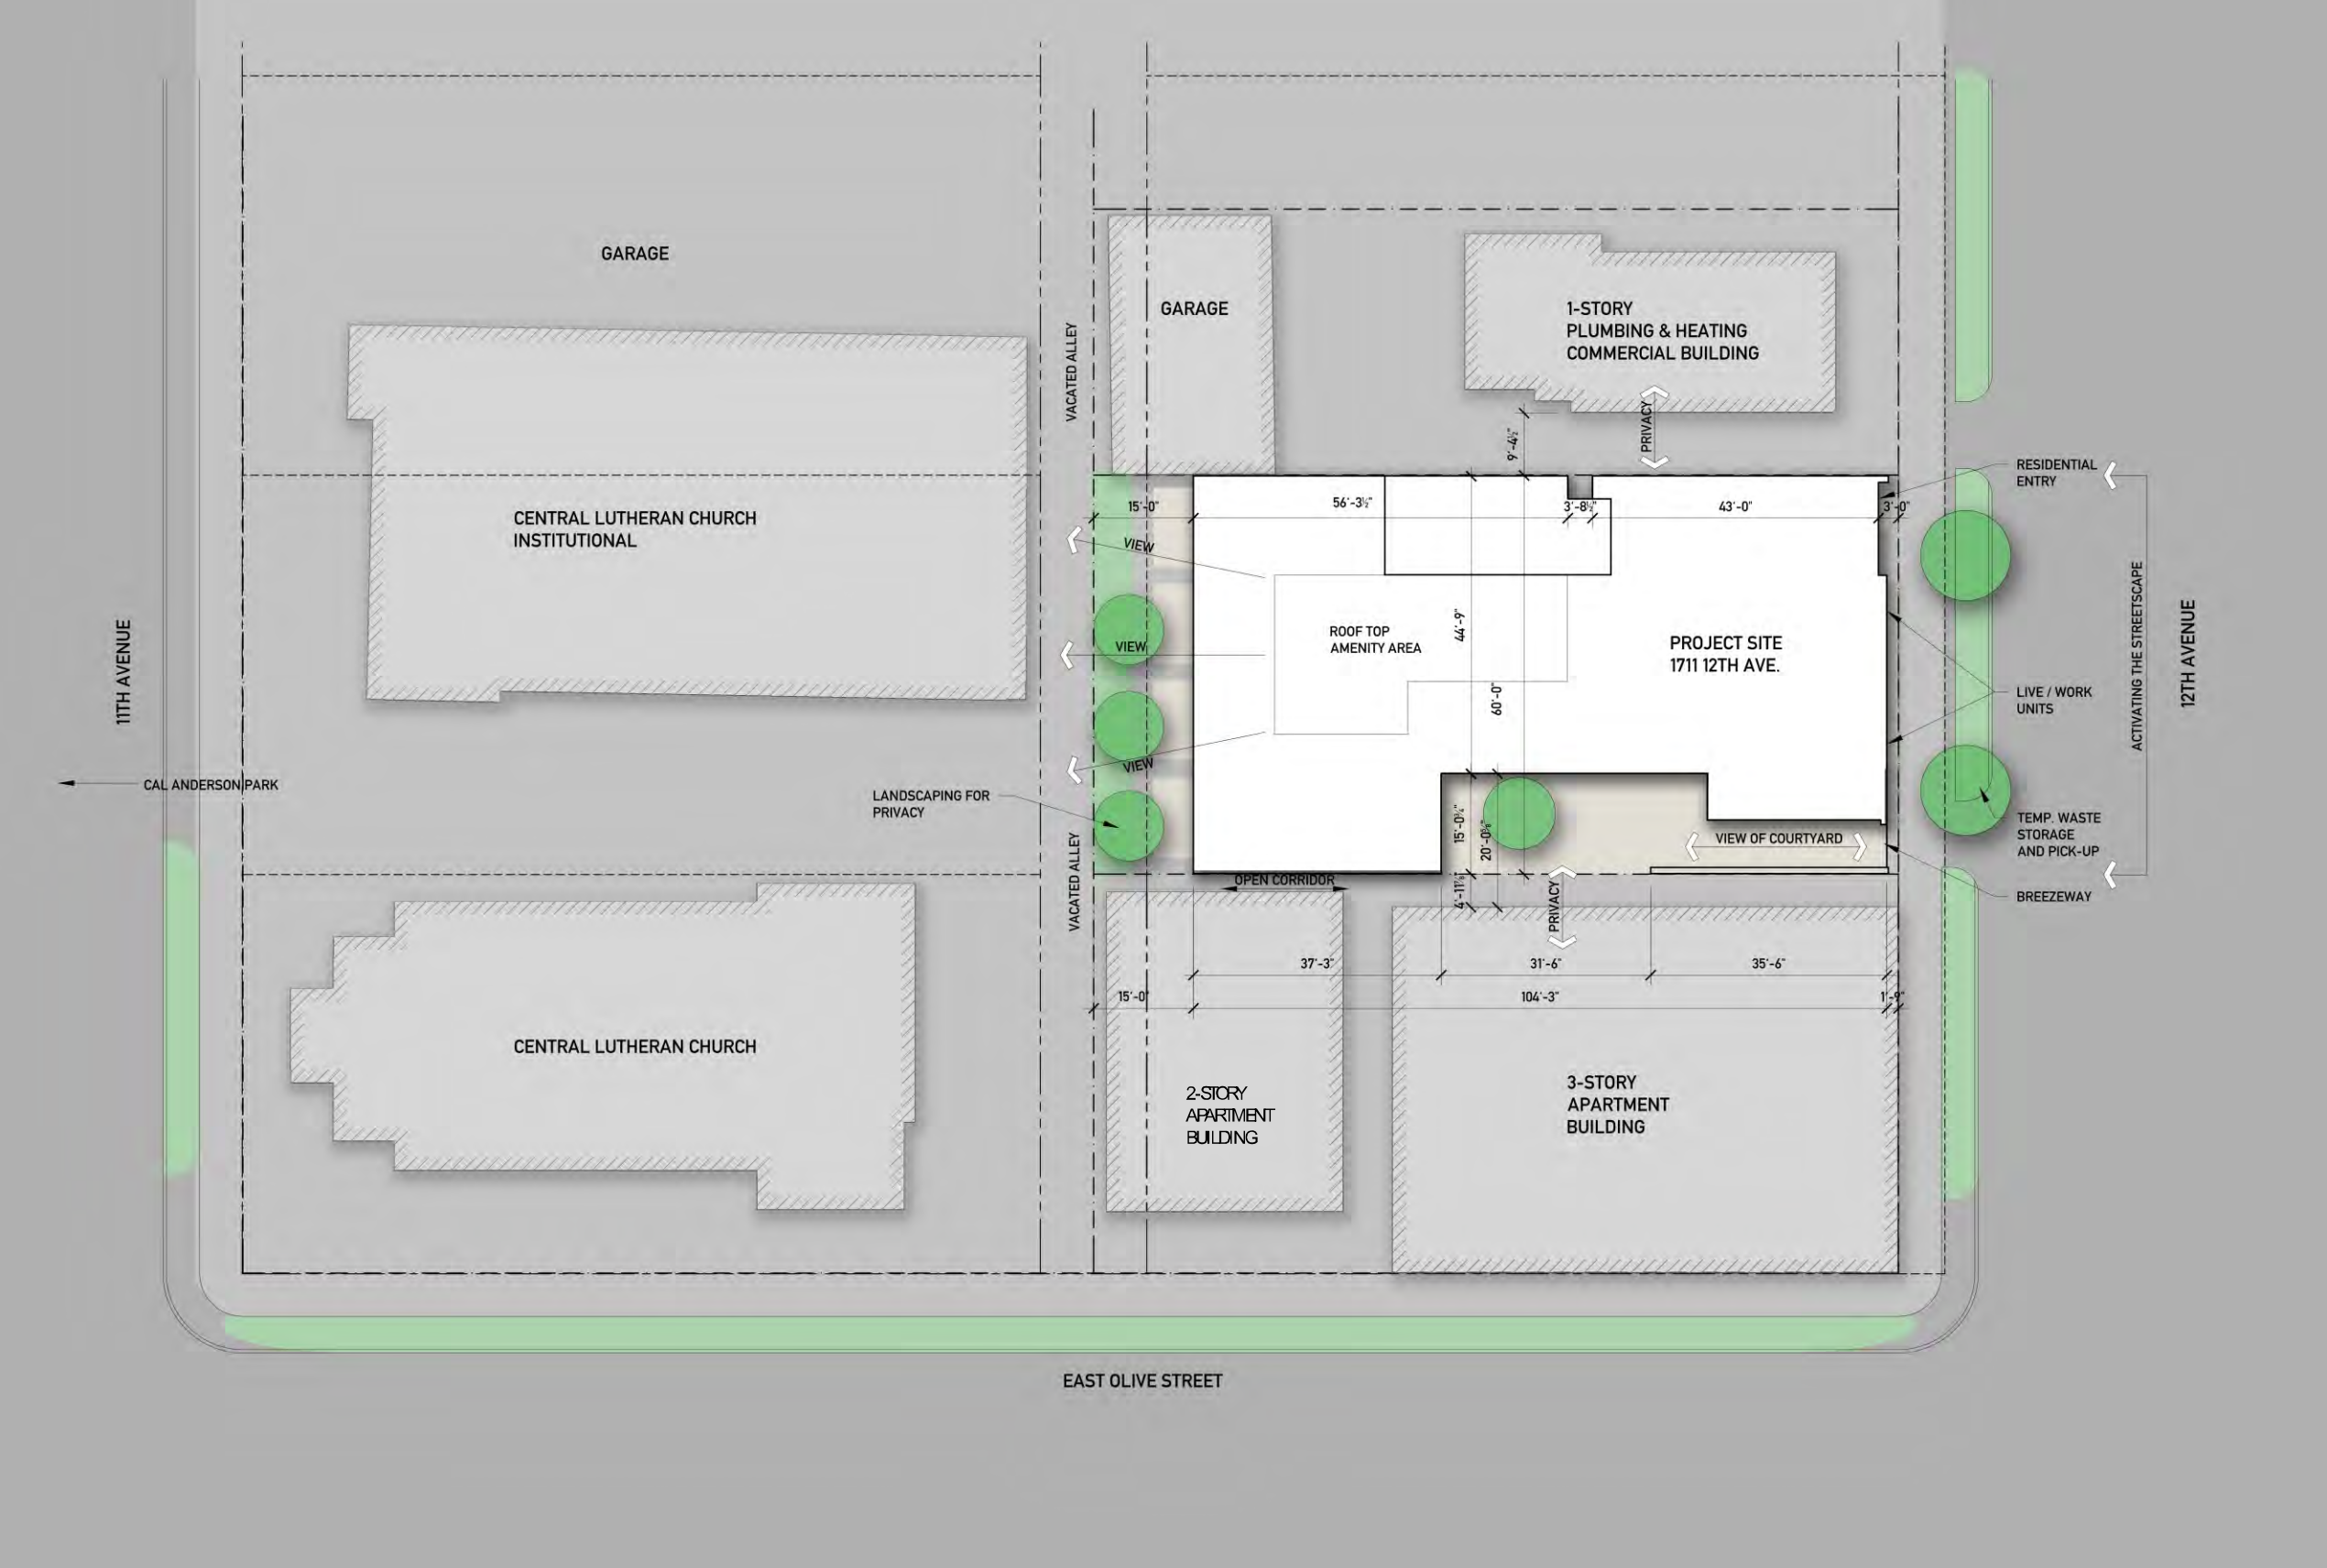 GARAGE
GARAGE
1-STORY
PLUMBING & HEATING
COMMERCIAL BUILDING
VACATED ALLEY
PRIVACY
9'-4½"
RESIDENTIAL
ENTRY
15'-0"
56'-3½"
3'-8½"
43'-0"
3'-0"
CENTRAL LUTHERAN CHURCH
INSTITUTIONAL
VIEW
ROOF TOP
AMENITY AREA
44'-9"
PROJECT SITE
1711 12TH AVE.
VIEW
60'-0"
LIVE / WORK
UNITS
ACTIVATING THE STREETSCAPE
12TH AVENUE
11TH AVENUE
VIEW
CAL ANDERSON PARK
LANDSCAPING FOR
PRIVACY
15'-0¼"
20'-0⅜"
VIEW OF COURTYARD
TEMP. WASTE
STORAGE
AND PICK-UP
VACATED ALLEY
OPEN CORRIDOR
PRIVACY
BREEZEWAY
37'-3"
31'-6"
35'-6"
15'-0"
104'-3"
1'-9"
CENTRAL LUTHERAN CHURCH
2-STORY
APARTMENT
BUILDING
3-STORY
APARTMENT
BUILDING
EAST OLIVE STREET